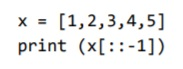 x = [1,2,3,4,5]
print (x[::-1])